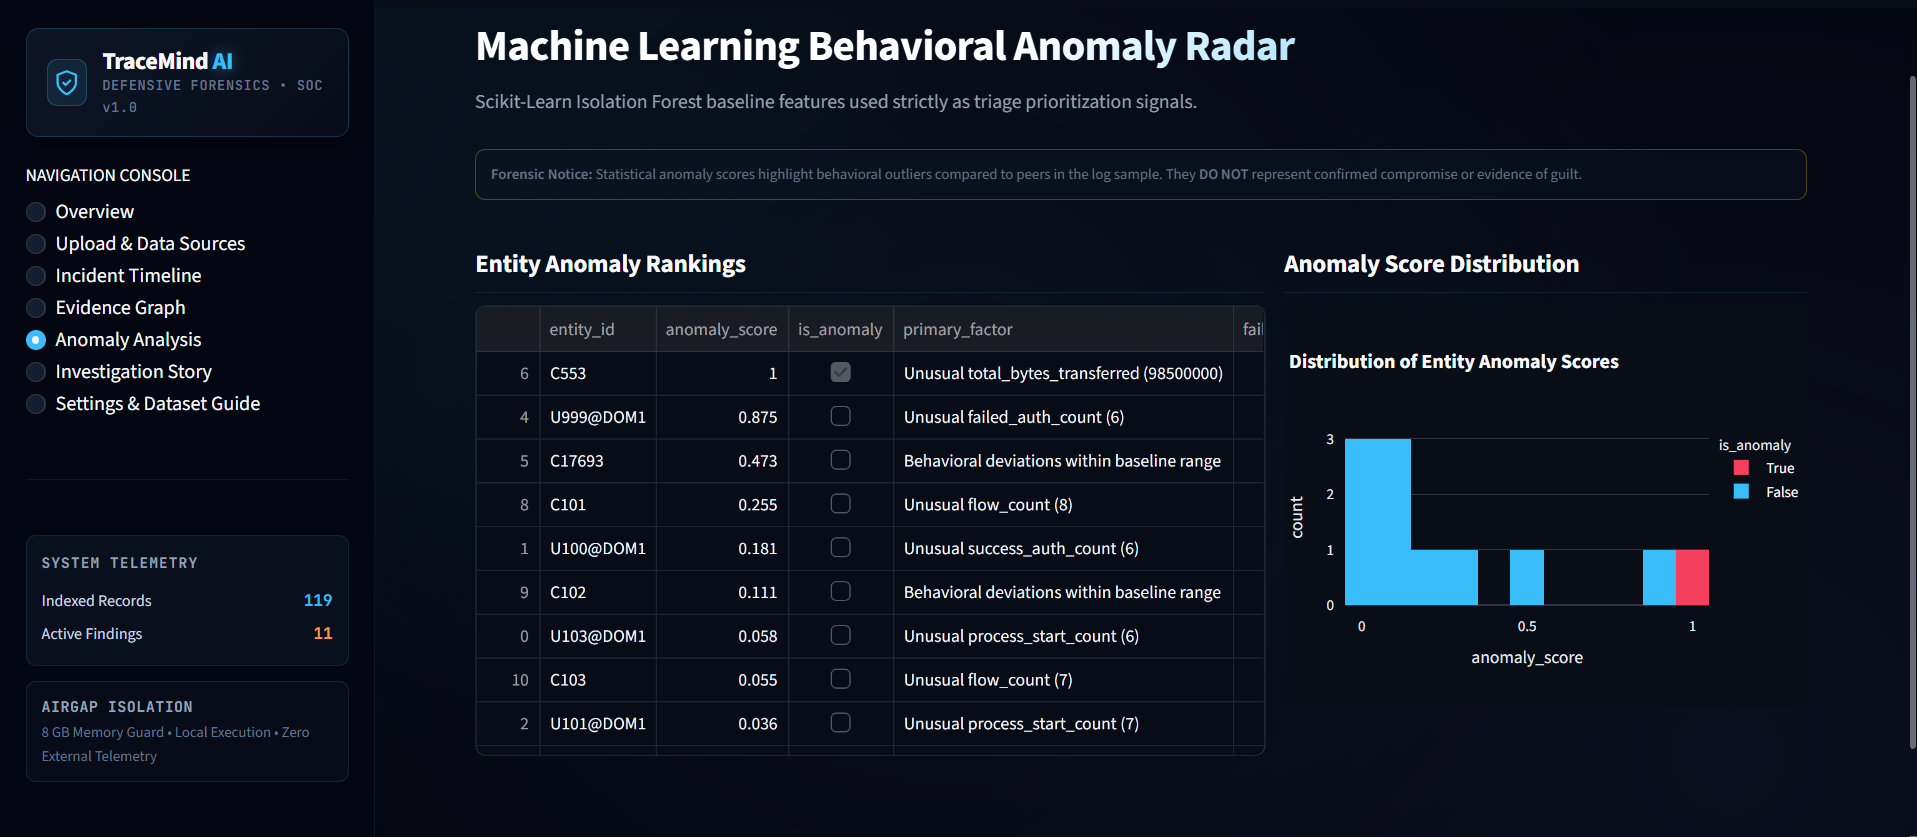 TraceMind AI
DEFENSIVE FORENSICS • SOC
v1.0
NAVIGATION CONSOLE
Overview
Upload & Data Sources
Incident Timeline
Evidence Graph
Anomaly Analysis
Investigation Story
Settings & Dataset Guide
SYSTEM TELEMETRY
Indexed Records 119
Active Findings 11
AIRGAP ISOLATION
8 GB Memory Guard • Local Execution • Zero
External Telemetry
Machine Learning Behavioral Anomaly Radar
Scikit-Learn Isolation Forest baseline features used strictly as triage prioritization signals.
Forensic Notice: Statistical anomaly scores highlight behavioral outliers compared to peers in the log sample. They DO NOT represent confirmed compromise or evidence of guilt.
Entity Anomaly Rankings
entity_id anomaly_score is_anomaly primary_factor fail
6 C553 1 Unusual total_bytes_transferred (98500000)
4 U999@DOM1 0.875 Unusual failed_auth_count (6)
5 C17693 0.473 Behavioral deviations within baseline range
8 C101 0.255 Unusual flow_count (8)
1 U100@DOM1 0.181 Unusual success_auth_count (6)
9 C102 0.111 Behavioral deviations within baseline range
0 U103@DOM1 0.058 Unusual process_start_count (6)
10 C103 0.055 Unusual flow_count (7)
2 U101@DOM1 0.036 Unusual process_start_count (7)
Anomaly Score Distribution
Distribution of Entity Anomaly Scores
3
2
1
0
count
0 0.5 1
anomaly_score
is_anomaly
True
False